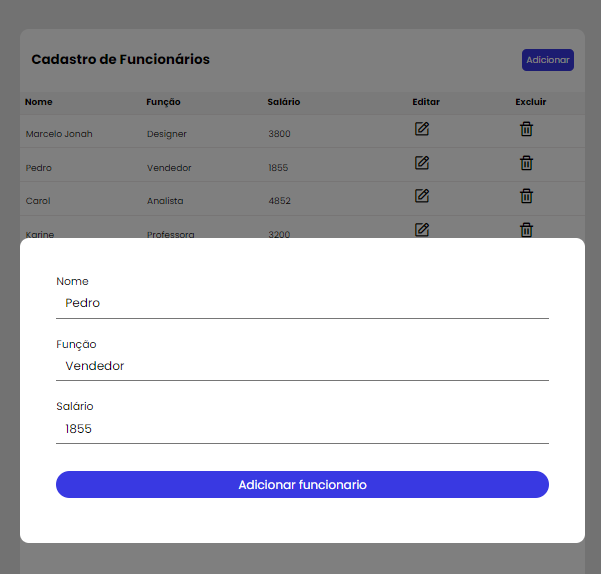 Cadastro de Funcionários Adicionar
Nome Função Salário Editar Excluir
Marcelo Jonah Designer 3800
Pedro Vendedor 1855
Carol Analista 4852
Karine Professora 3200
Nome
Pedro
Função
Vendedor
Salário
1855
Adicionar funcionario